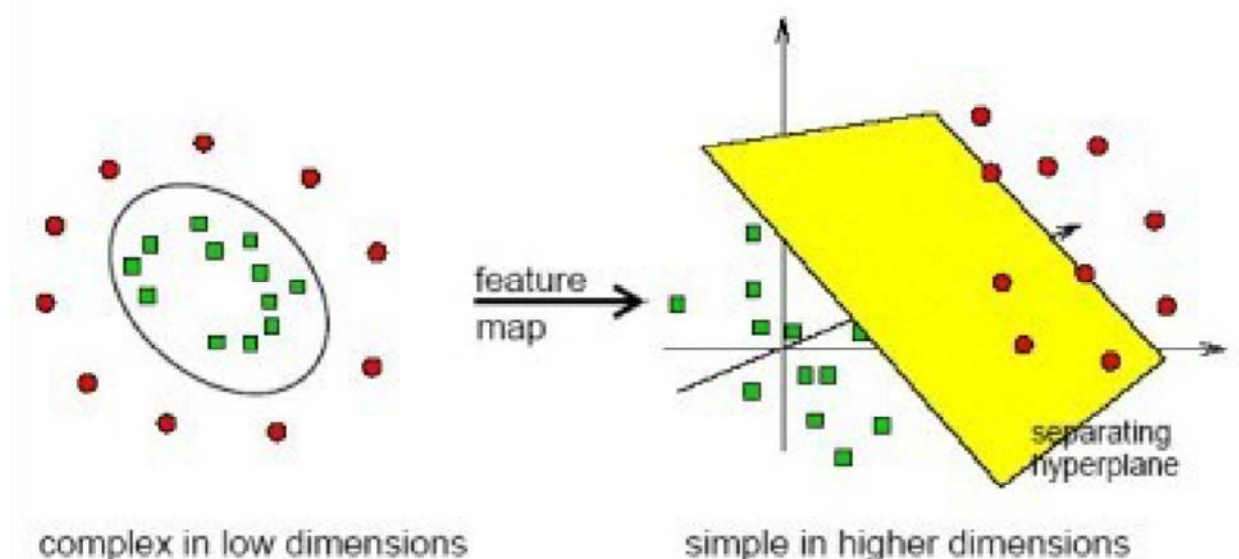 feature
map
separating
hyperplane
complex in low dimensions
simple in higher dimensions